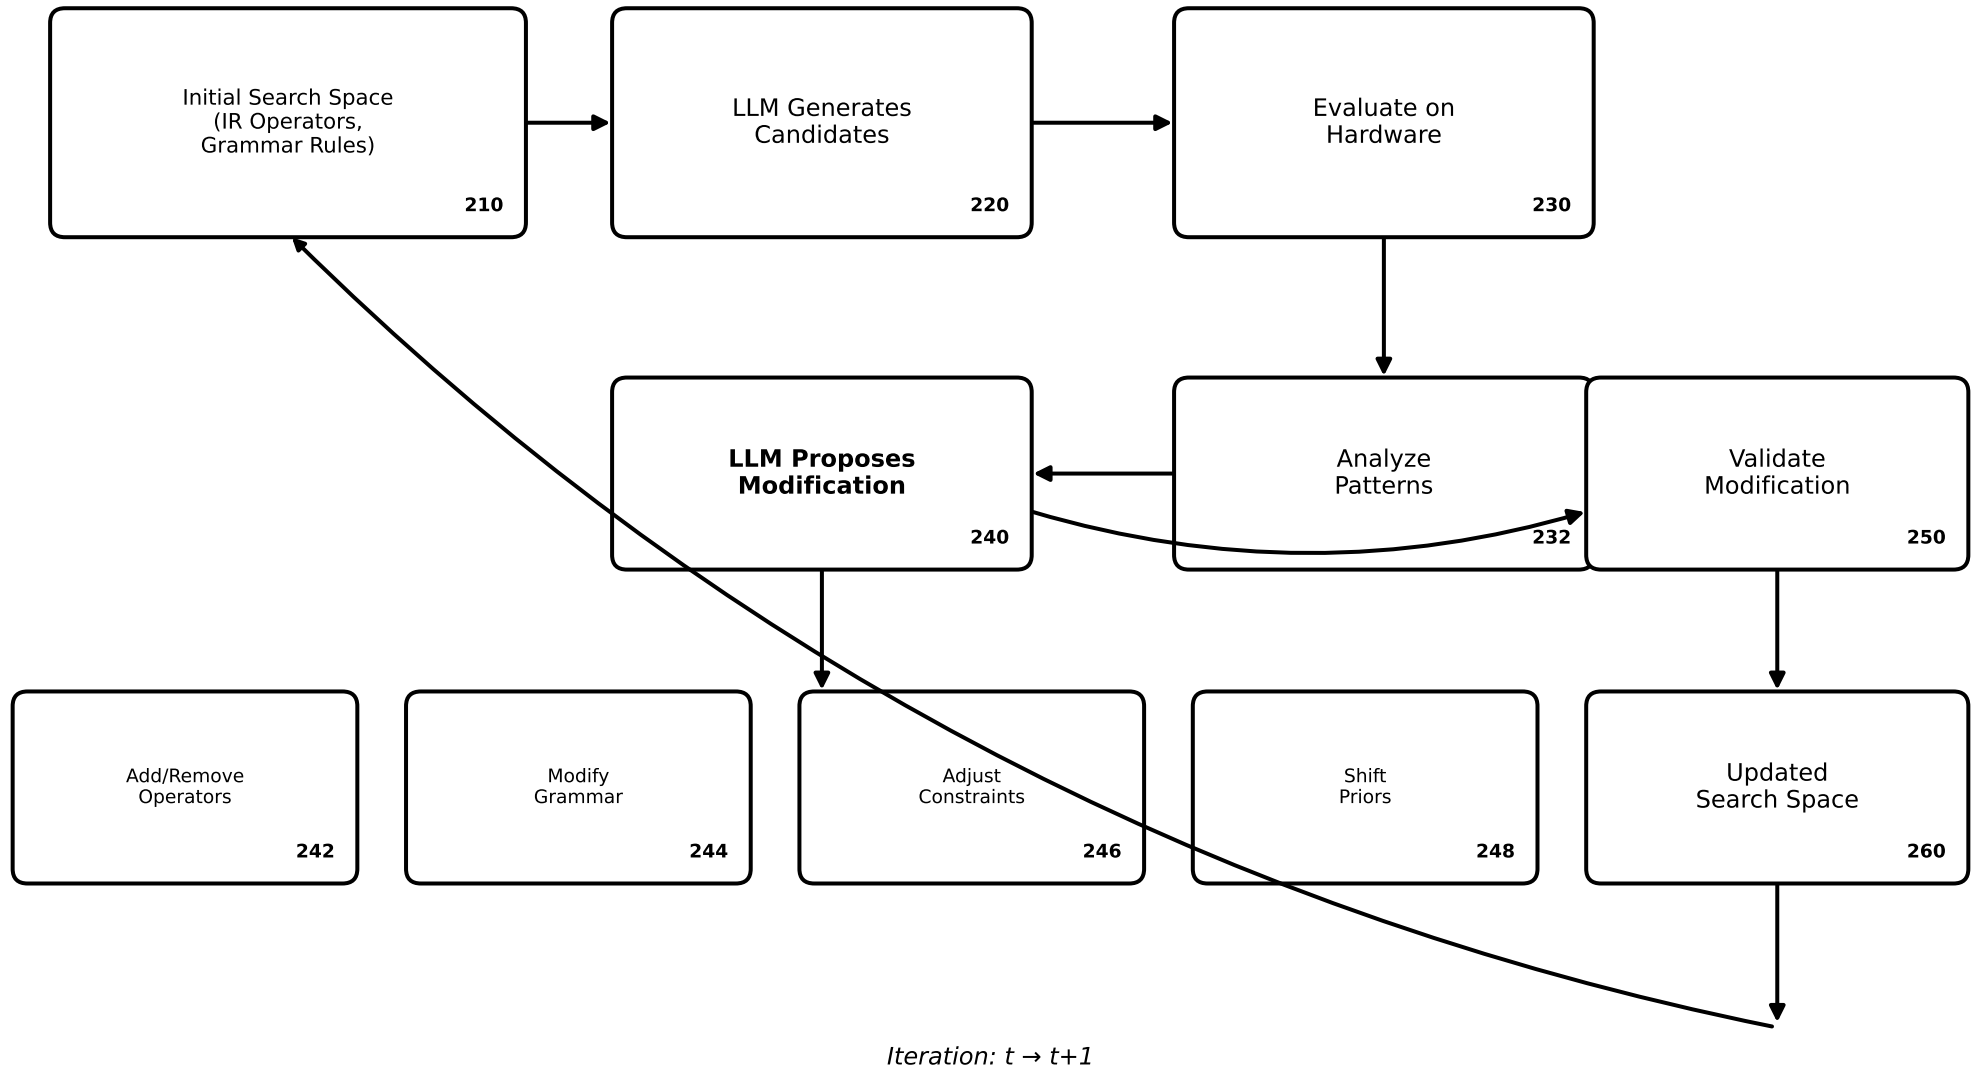 Initial Search Space
(IR Operators,
Grammar Rules)
210
LLM Generates
Candidates
220
Evaluate on
Hardware
230
LLM Proposes
Modification
240
Analyze
Patterns
232
Validate
Modification
250
Add/Remove
Operators
242
Modify
Grammar
244
Adjust
Constraints
246
Shift
Priors
248
Updated
Search Space
260
Iteration: t → t+1